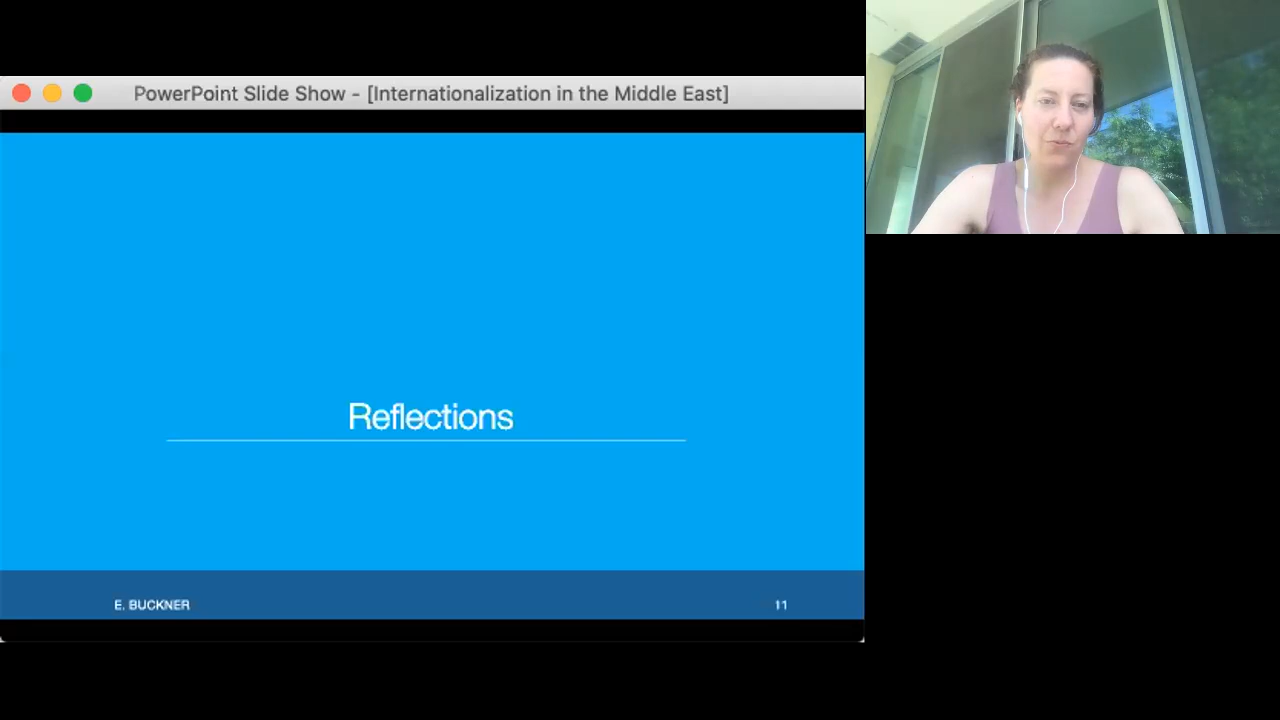 PowerPoint Slide Show - [Internationalization in the Middle East]
Reflections
E. BUCKNER
11